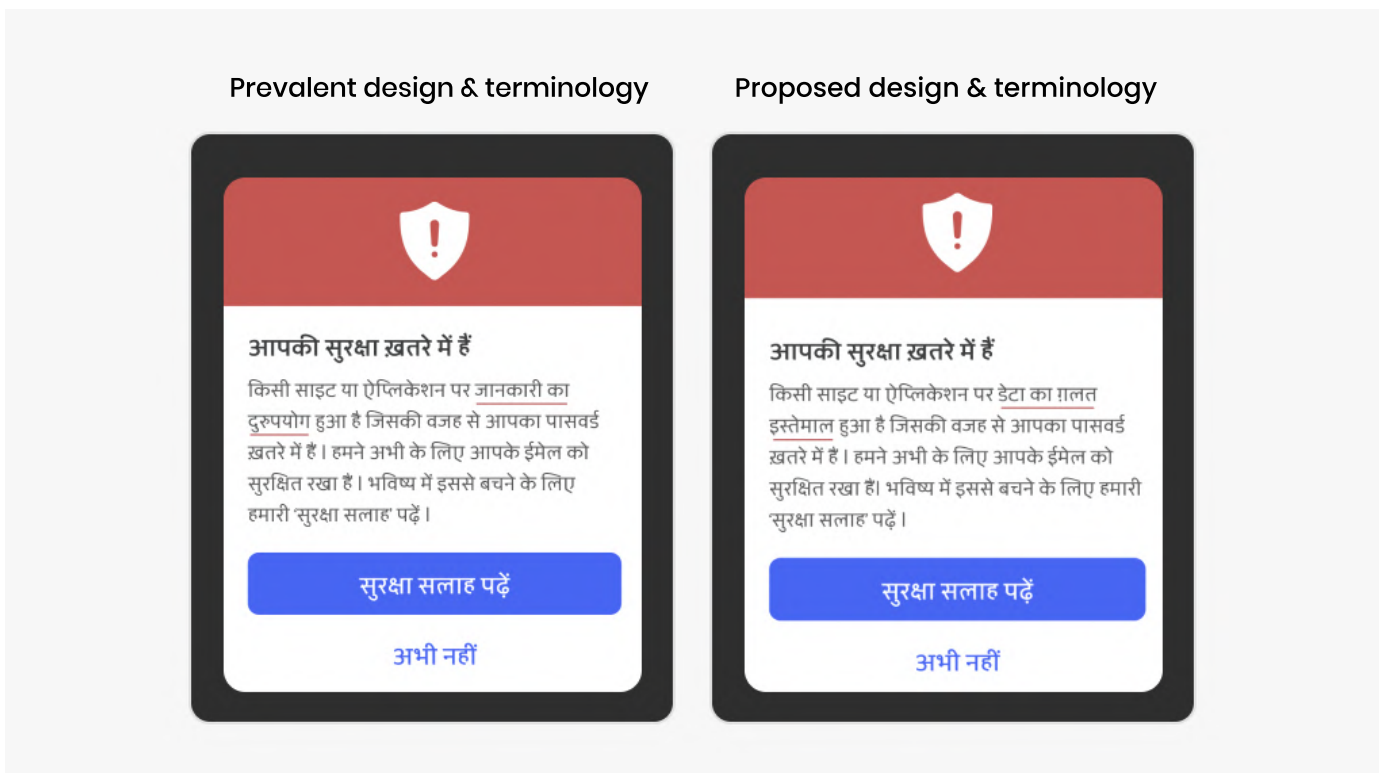 Prevalent design & terminology
आपकी सुरक्षा ख़तरे में हैं
किसी साइट या ऐप्लिकेशन पर जानकारी का
दुरुपयोग हुआ है जिसकी वजह से आपका पासवर्ड
ख़तरे में हैं । हमने अभी के लिए आपके ईमेल को
सुरक्षित रखा हैं । भविष्य में इससे बचने के लिए
हमारी ‘सुरक्षा सलाह’ पढ़ें ।
सुरक्षा सलाह पढ़ें
अभी नहीं
Proposed design & terminology
आपकी सुरक्षा ख़तरे में हैं
किसी साइट या ऐप्लिकेशन पर डेटा का ग़लत
इस्तेमाल हुआ है जिसकी वजह से आपका पासवर्ड
ख़तरे में हैं । हमने अभी के लिए आपके ईमेल को
सुरक्षित रखा हैं। भविष्य में इससे बचने के लिए हमारी
‘सुरक्षा सलाह’ पढ़ें ।
सुरक्षा सलाह पढ़ें
अभी नहीं